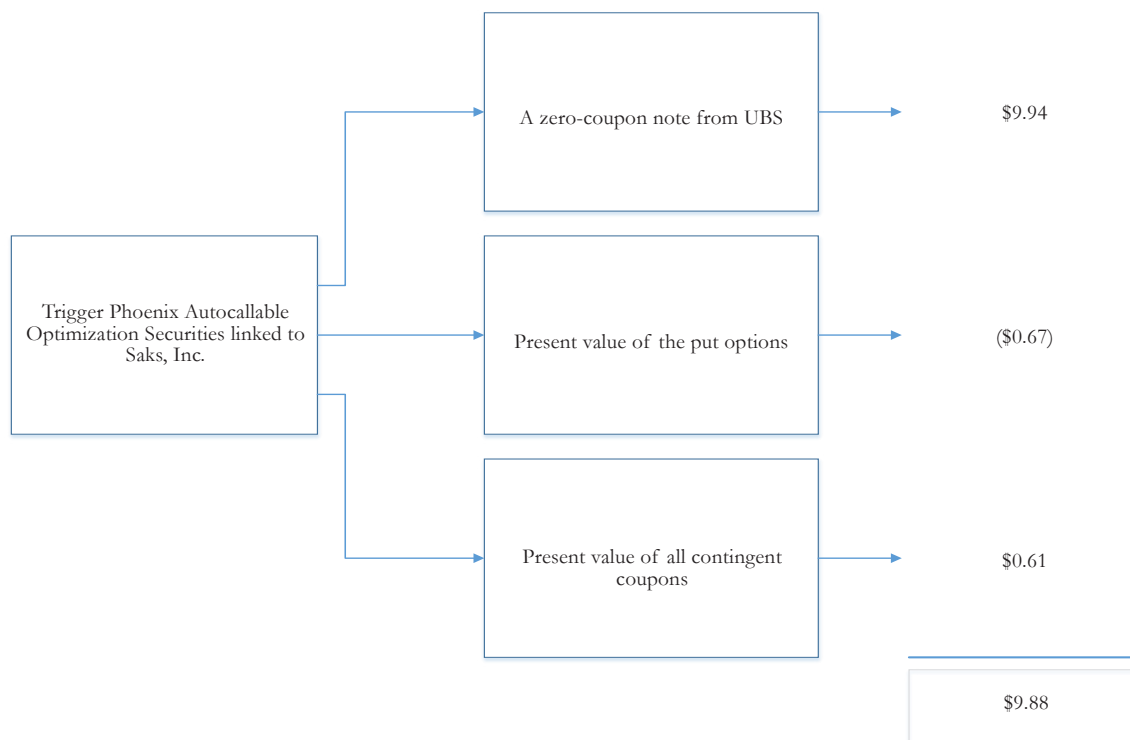 A zero-coupon note from UBS
$9.94
Trigger Phoenix Autocallable
Optimization Securities linked to
Saks, Inc.
Present value of the put options
($0.67)
Present value of all contingent
coupons
$0.61
$9.88